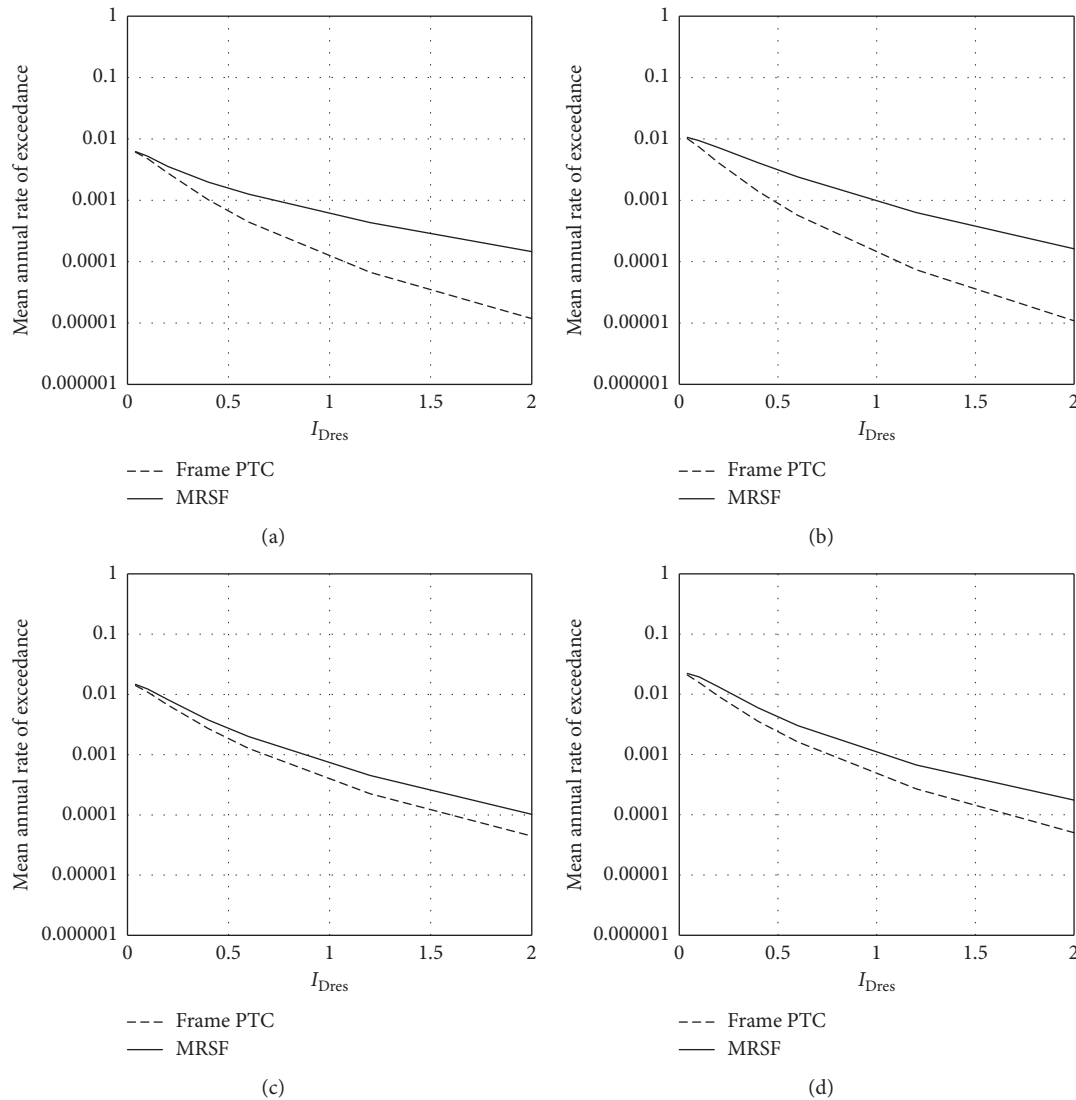 Mean annual rate of exceedance
1
0.1
0.01
0.001
0.0001
0.00001
0.000001
0 0.5 1 1.5 2
I_Dres
Frame PTC
MRSF
(a)
Mean annual rate of exceedance
1
0.1
0.01
0.001
0.0001
0.00001
0.000001
0 0.5 1 1.5 2
I_Dres
Frame PTC
MRSF
(b)
Mean annual rate of exceedance
1
0.1
0.01
0.001
0.0001
0.00001
0.000001
0 0.5 1 1.5 2
I_Dres
Frame PTC
MRSF
(c)
Mean annual rate of exceedance
1
0.1
0.01
0.001
0.0001
0.00001
0.000001
0 0.5 1 1.5 2
I_Dres
Frame PTC
MRSF
(d)